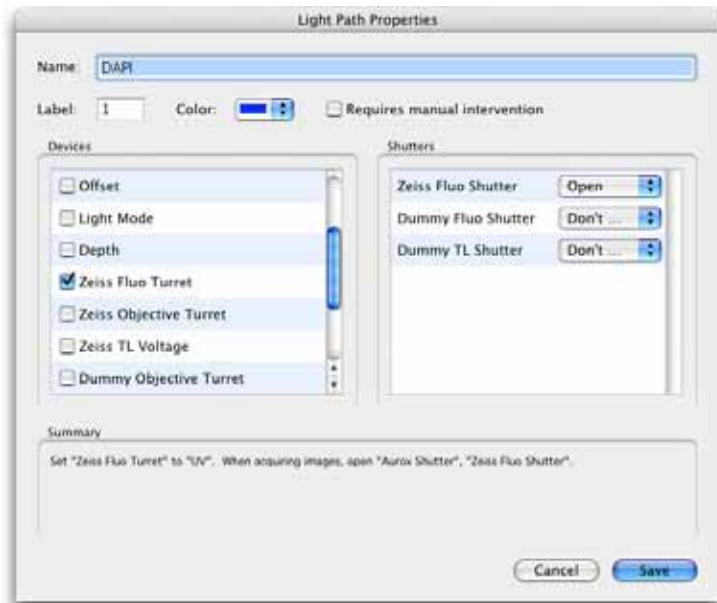 Light Path Properties
Name: DAPI
Label: 1 Color: Requires manual intervention
Devices
Offset
Light Mode
Depth
Zeiss Fluo Turret
Zeiss Objective Turret
Zeiss TL Voltage
Dummy Objective Turret
Shutters
Zeiss Fluo Shutter Open
Dummy Fluo Shutter Don't ...
Dummy TL Shutter Don't ...
Summary
Set "Zeiss Fluo Turret" to "UV". When acquiring images, open "Aurox Shutter", "Zeiss Fluo Shutter".
Cancel Save